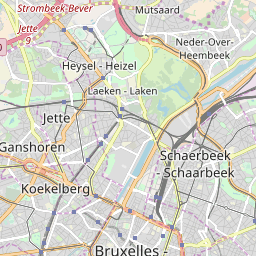 Strombeek-Bever
Mutsaard
Jette
Neder-Over-
Heembeek
Heysel - Heizel
Laeken - Laken
Jette
Ganshoren
Schaerbeek
- Schaarbeek
Koekelberg
Bruxelles -